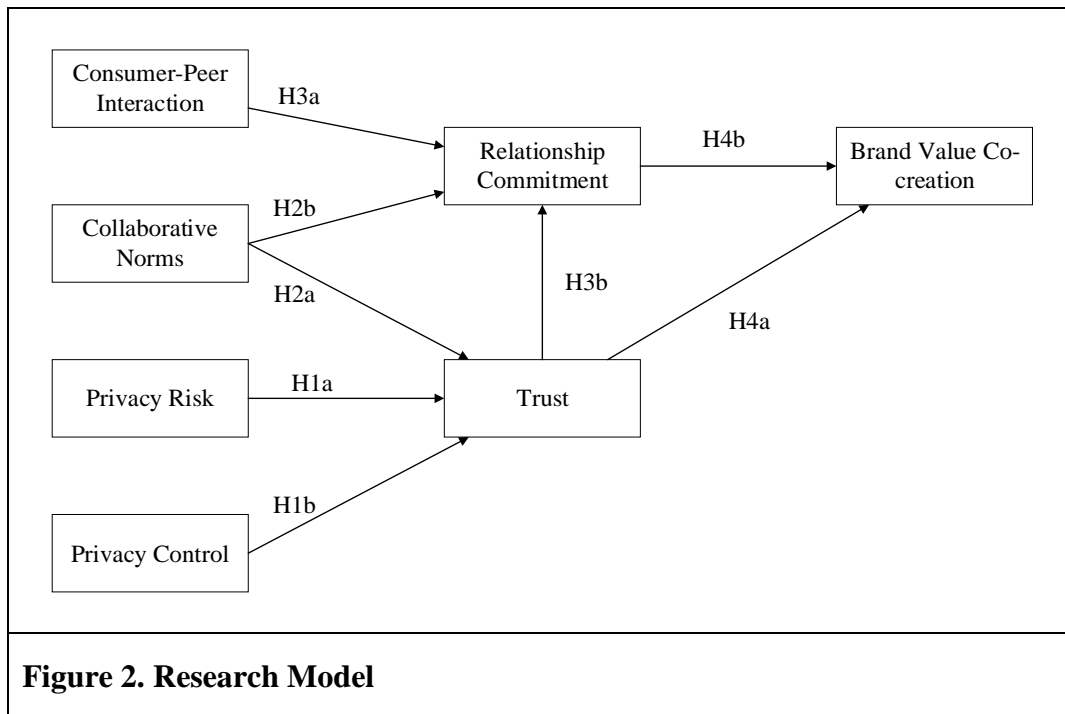 Consumer-Peer
Interaction
H3a
Relationship
Commitment
H4b
Brand Value Co-
creation
H2b
Collaborative
Norms
H2a
H3b
H4a
Privacy Risk
H1a
Trust
H1b
Privacy Control
Figure 2. Research Model